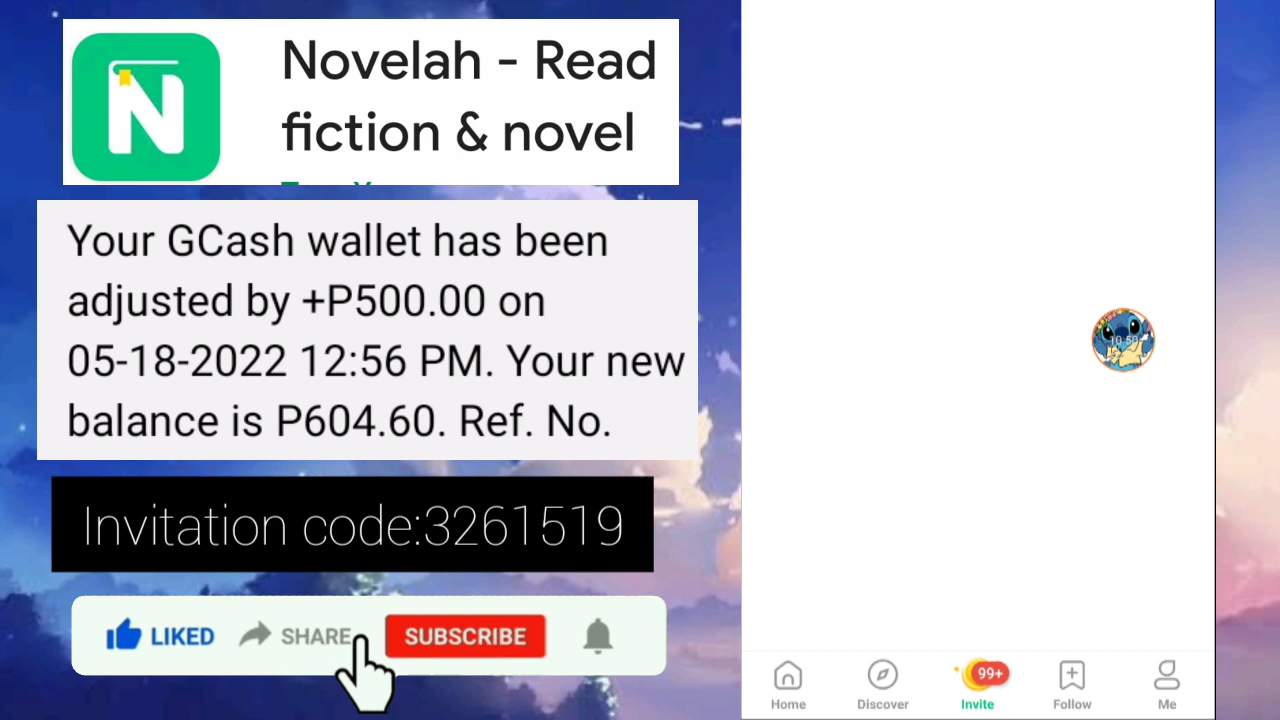 Novelah - Read
fiction & novel
Your GCash wallet has been
adjusted by +P500.00 on
05-18-2022 12:56 PM. Your new
balance is P604.60. Ref. No.
Invitation code:3261519
LIKED SHARE SUBSCRIBE
99+
Home Discover Invite Follow Me